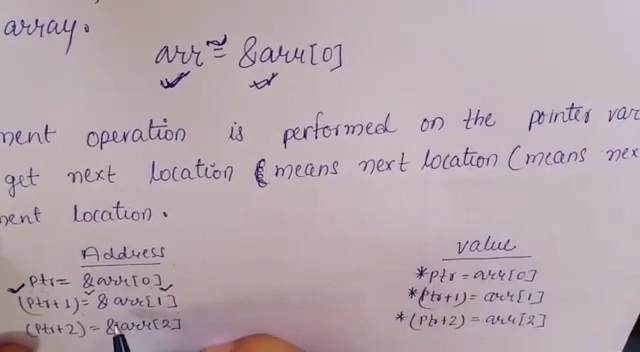 array.
arr ≅ &arr[0]
ment operation is performed on the pointer var
get next location means next location (means nex
ment location.
Address
value
ptr = &arr[0]
*ptr = arr[0]
(ptr+1) = &arr[1]
*(ptr+1) = arr[1]
(ptr+2) = &arr[2]
*(ptr+2) = arr[2]